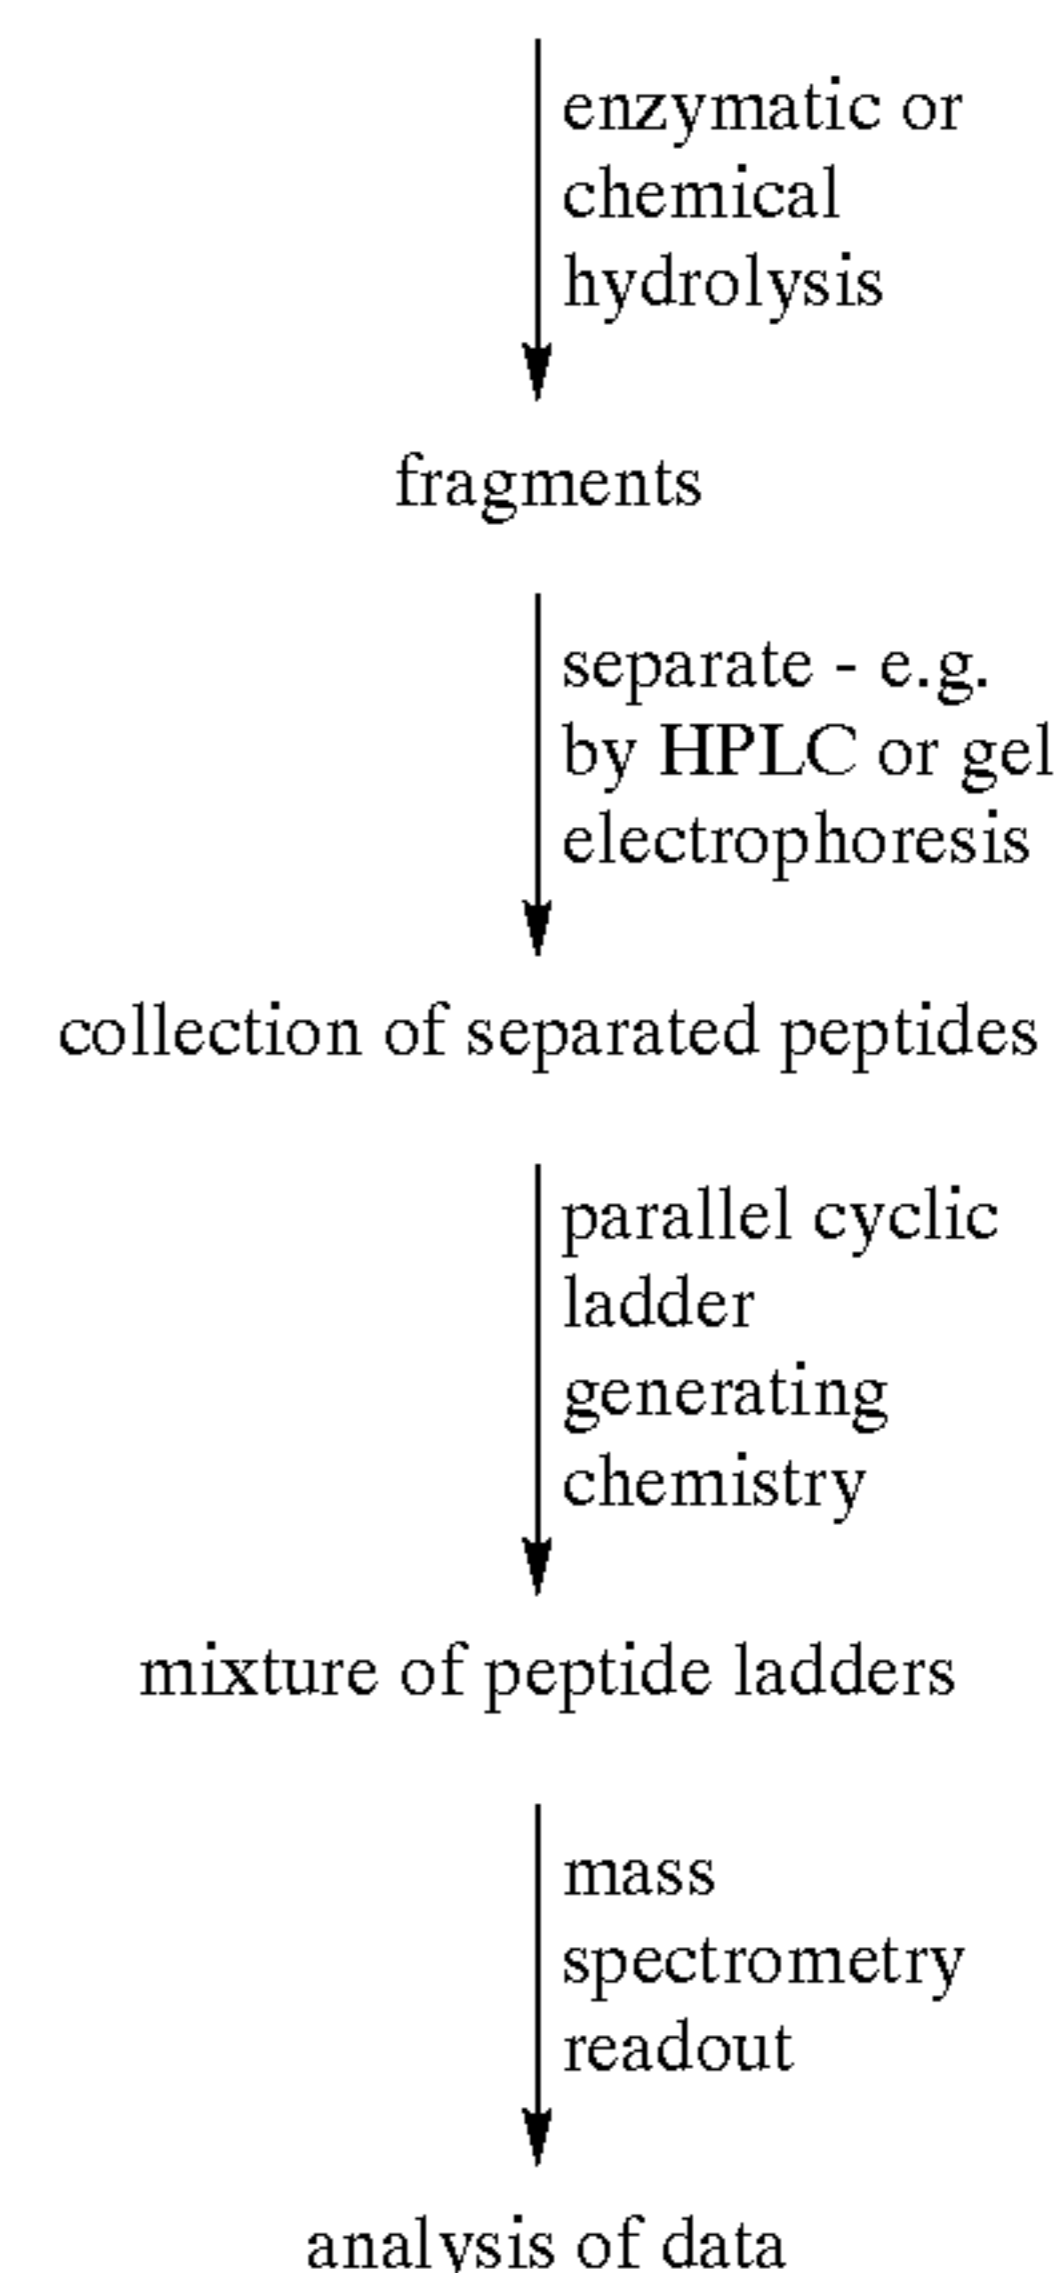 enzymatic or
chemical
hydrolysis
fragments
separate - e.g.
by HPLC or gel
electrophoresis
collection of separated peptides
parallel cyclic
ladder
generating
chemistry
mixture of peptide ladders
mass
spectrometry
readout
analysis of data